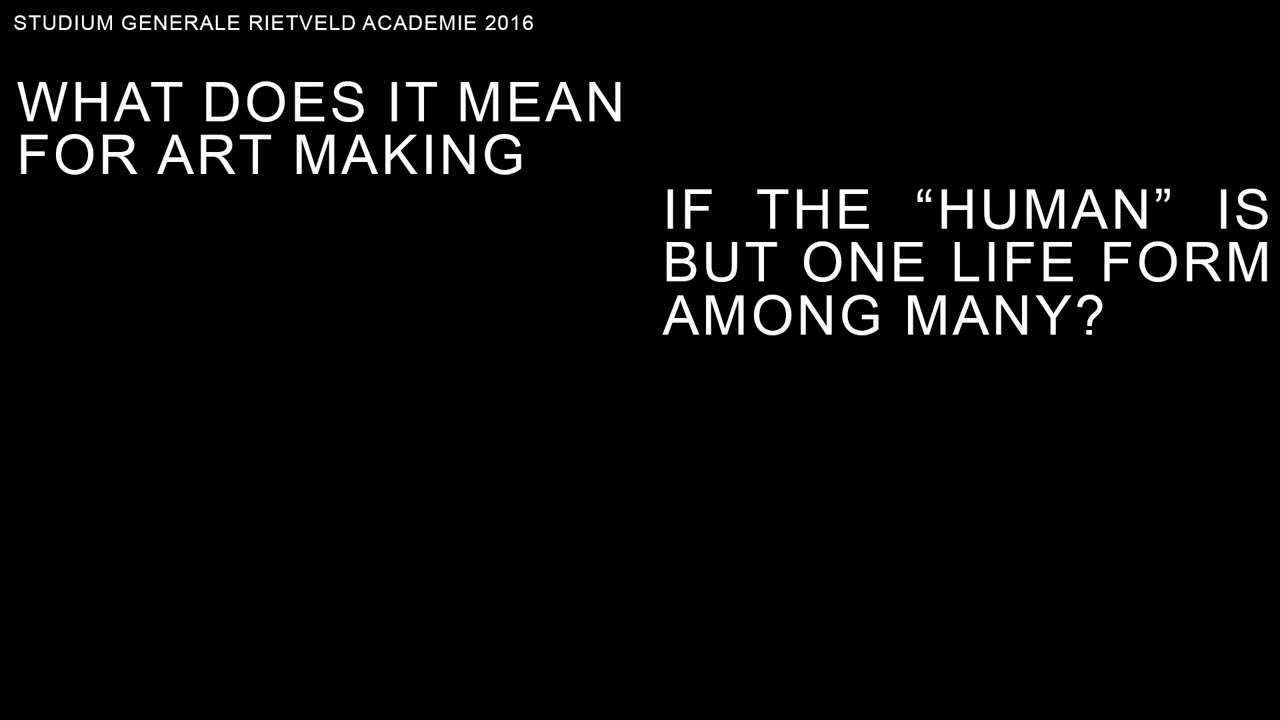 STUDIUM GENERALE RIETVELD ACADEMIE 2016
WHAT DOES IT MEAN
FOR ART MAKING
IF THE “HUMAN” IS
BUT ONE LIFE FORM
AMONG MANY?